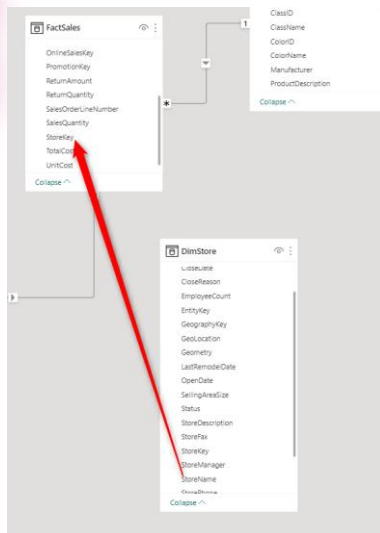 FactSales
OnlineSalesKey
PromotionKey
ReturnAmount
ReturnQuantity
SalesOrderLineNumber
SalesQuantity
StoreKey
TotalCost
UnitCost
Collapse
1
*
ClassID
ClassName
ColorID
ColorName
Manufacturer
ProductDescription
Collapse
DimStore
CloseDate
CloseReason
EmployeeCount
EntityKey
GeographyKey
GeoLocation
Geometry
LastRemodelDate
OpenDate
SellingAreaSize
Status
StoreDescription
StoreFax
StoreKey
StoreManager
StoreName
StorePhone
Collapse